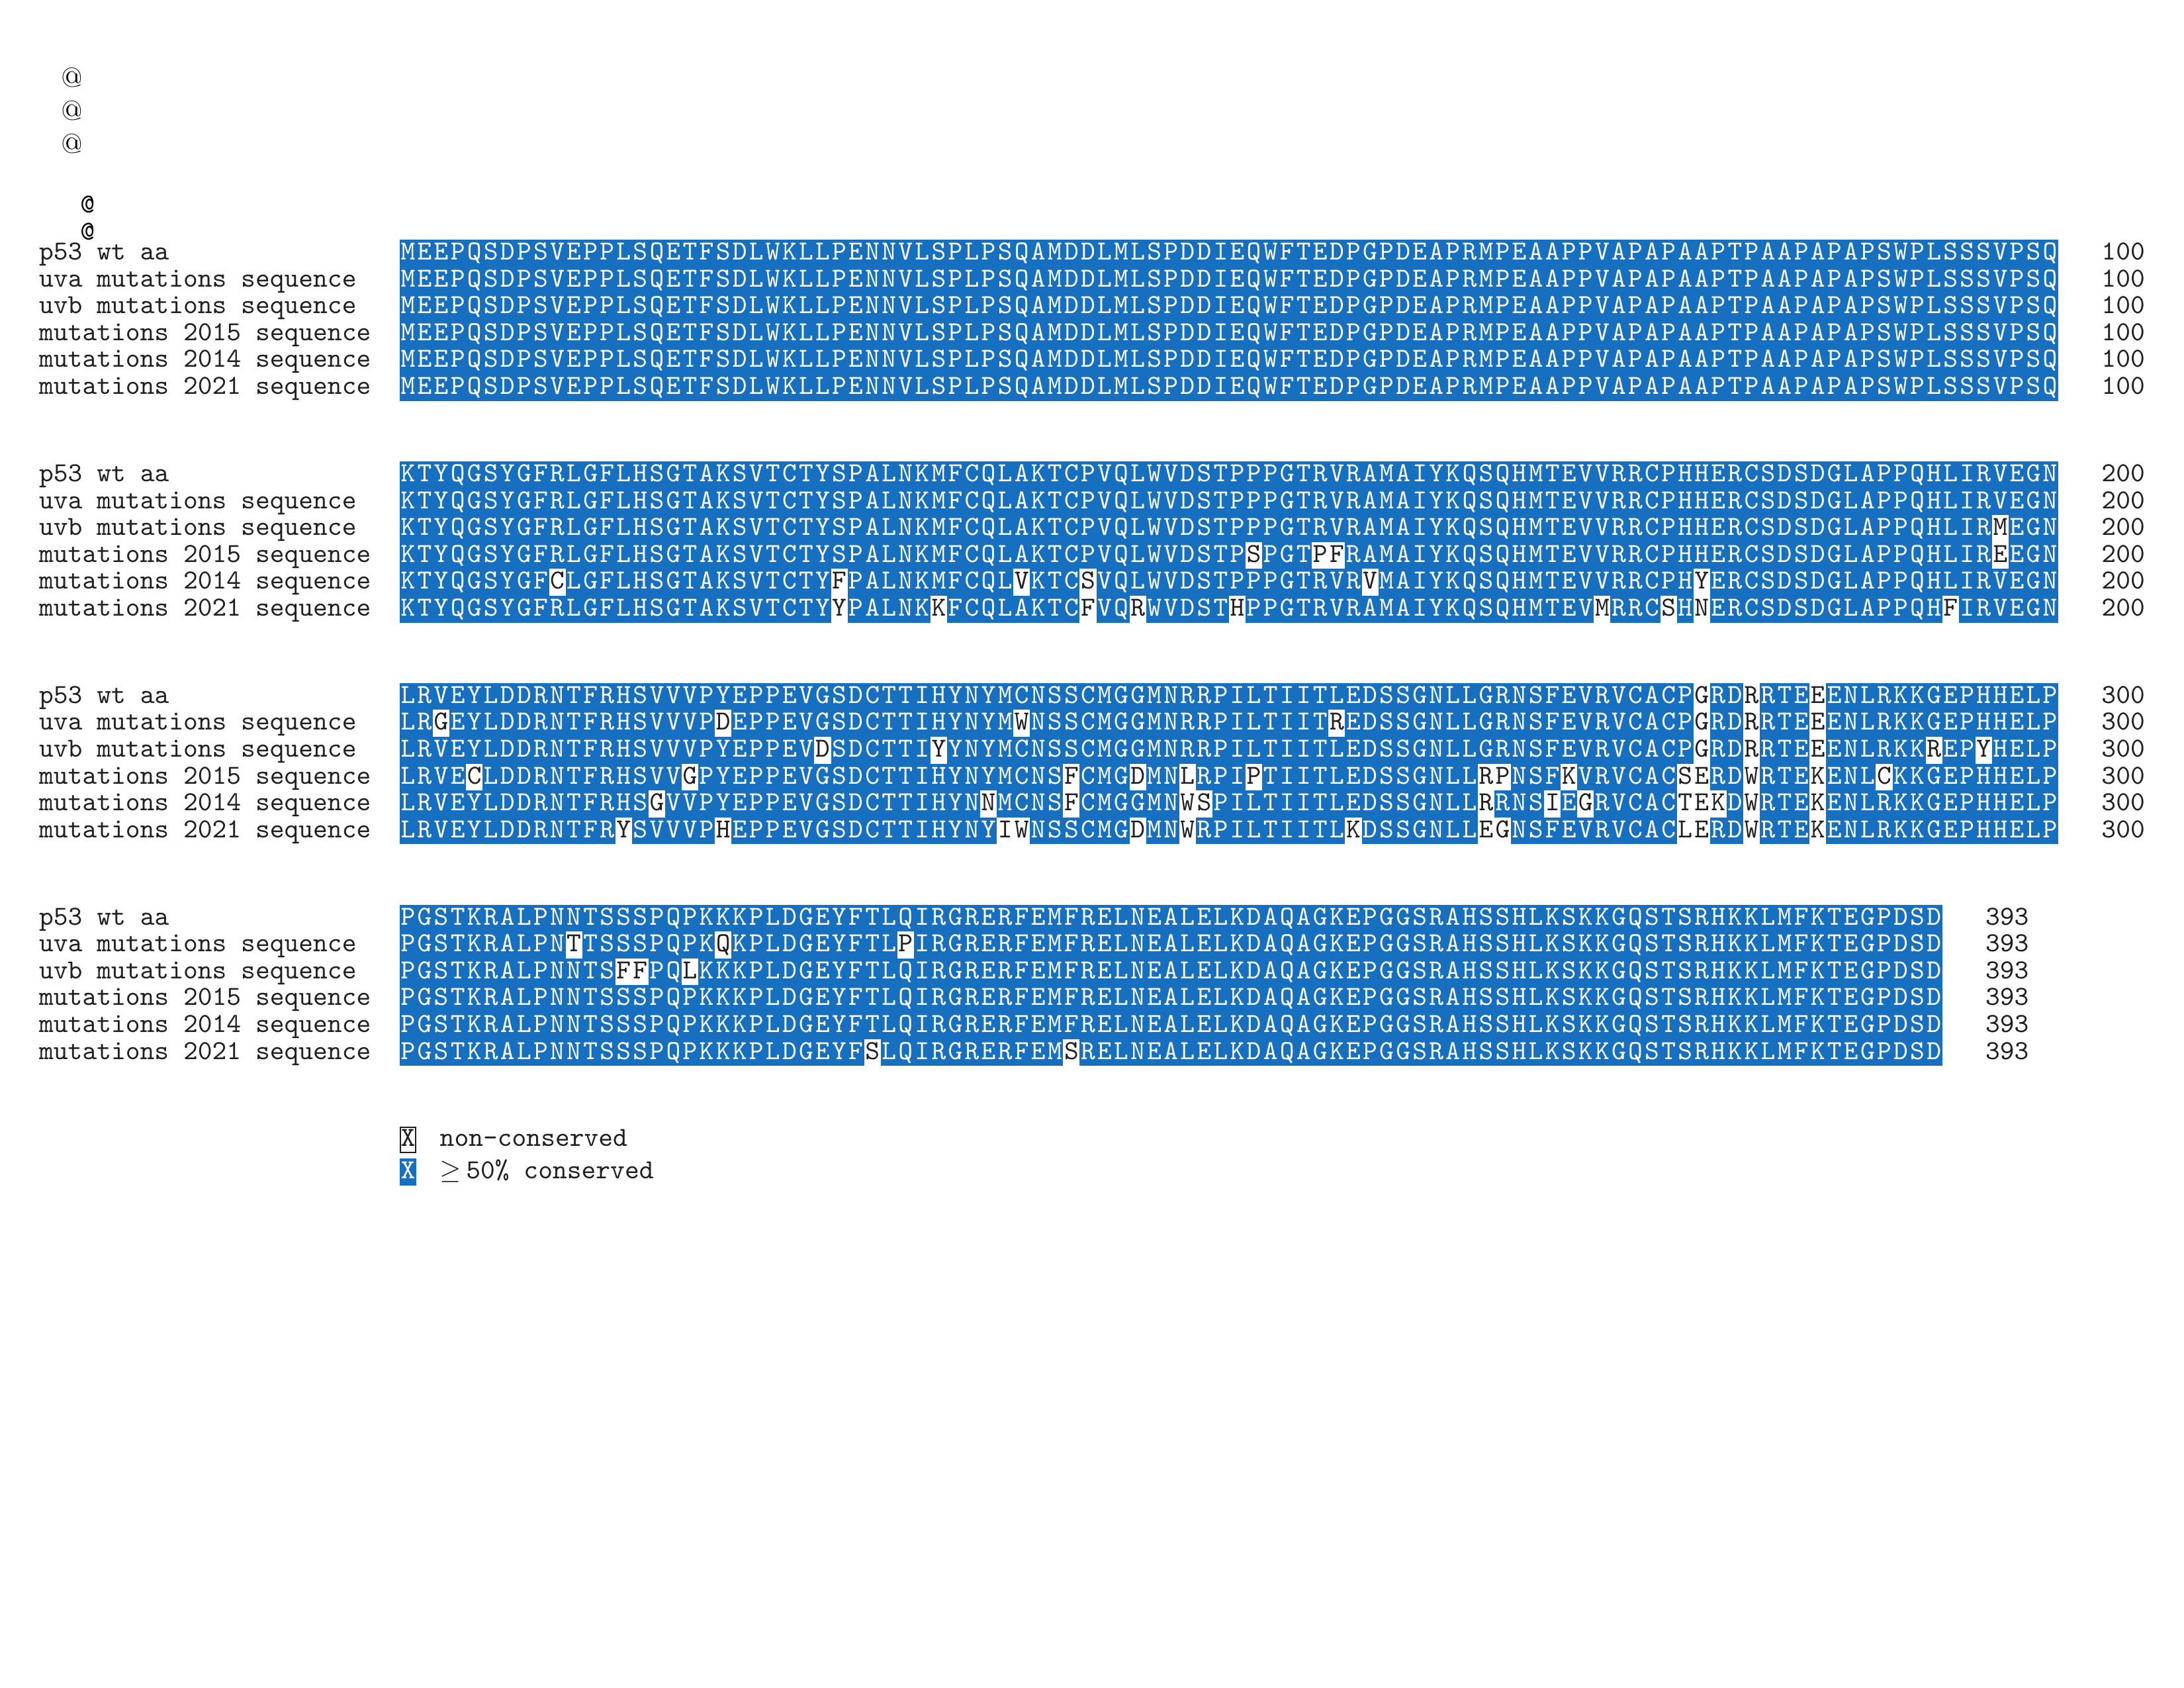 @
@
@
@
@
p53 wt aa MEEPQSDPSVEPPLSQETFSDLWKLLPENNVLSPLPSQAMDDLMLSPDDIEQWFTEDPGPDEAPRMPEAAPPVAPAPAAPTPAAPAPAPSWPLSSSVPSQ 100
uva mutations sequence MEEPQSDPSVEPPLSQETFSDLWKLLPENNVLSPLPSQAMDDLMLSPDDIEQWFTEDPGPDEAPRMPEAAPPVAPAPAAPTPAAPAPAPSWPLSSSVPSQ 100
uvb mutations sequence MEEPQSDPSVEPPLSQETFSDLWKLLPENNVLSPLPSQAMDDLMLSPDDIEQWFTEDPGPDEAPRMPEAAPPVAPAPAAPTPAAPAPAPSWPLSSSVPSQ 100
mutations 2015 sequence MEEPQSDPSVEPPLSQETFSDLWKLLPENNVLSPLPSQAMDDLMLSPDDIEQWFTEDPGPDEAPRMPEAAPPVAPAPAAPTPAAPAPAPSWPLSSSVPSQ 100
mutations 2014 sequence MEEPQSDPSVEPPLSQETFSDLWKLLPENNVLSPLPSQAMDDLMLSPDDIEQWFTEDPGPDEAPRMPEAAPPVAPAPAAPTPAAPAPAPSWPLSSSVPSQ 100
mutations 2021 sequence MEEPQSDPSVEPPLSQETFSDLWKLLPENNVLSPLPSQAMDDLMLSPDDIEQWFTEDPGPDEAPRMPEAAPPVAPAPAAPTPAAPAPAPSWPLSSSVPSQ 100
p53 wt aa KTYQGSYGFRLGFLHSGTAKSVTCTYSPALNKMFCQLAKTCPVQLWVDSTPPPGTRVRAMAIYKQSQHMTEVVRRCPHHERCSDSDGLAPPQHLIRVEGN 200
uva mutations sequence KTYQGSYGFRLGFLHSGTAKSVTCTYSPALNKMFCQLAKTCPVQLWVDSTPPPGTRVRAMAIYKQSQHMTEVVRRCPHHERCSDSDGLAPPQHLIRVEGN 200
uvb mutations sequence KTYQGSYGFRLGFLHSGTAKSVTCTYSPALNKMFCQLAKTCPVQLWVDSTPPPGTRVRAMAIYKQSQHMTEVVRRCPHHERCSDSDGLAPPQHLIRMEGN 200
mutations 2015 sequence KTYQGSYGFRLGFLHSGTAKSVTCTYSPALNKMFCQLAKTCPVQLWVDSTPSPGTPFRAMAIYKQSQHMTEVVRRCPHHERCSDSDGLAPPQHLIREEGN 200
mutations 2014 sequence KTYQGSYGFCLGFLHSGTAKSVTCTYFPALNKMFCQLVKTCSVQLWVDSTPPPGTRVRVMAIYKQSQHMTEVVRRCPHYERCSDSDGLAPPQHLIRVEGN 200
mutations 2021 sequence KTYQGSYGFRLGFLHSGTAKSVTCTYYPALNKKFCQLAKTCFVQRWVDSTHPPGTRVRAMAIYKQSQHMTEVMRRCSHNERCSDSDGLAPPQHFIRVEGN 200
p53 wt aa LRVEYLDDRNTFRHSVVVPYEPPEVGSDCTTIHYNYMCNSSCMGGMNRRPILTIITLEDSSGNLLGRNSFEVRVCACPGRDRRTEEENLRKKGEPHHELP 300
uva mutations sequence LRGEYLDDRNTFRHSVVVPDEPPEVGSDCTTIHYNYMWNSSCMGGMNRRPILTIITREDSSGNLLGRNSFEVRVCACPGRDRRTEEENLRKKGEPHHELP 300
uvb mutations sequence LRVEYLDDRNTFRHSVVVPYEPPEVDSDCTTIYYNYMCNSSCMGGMNRRPILTIITLEDSSGNLLGRNSFEVRVCACPGRDRRTEEENLRKKREPYHELP 300
mutations 2015 sequence LRVECLDDRNTFRHSVVGPYEPPEVGSDCTTIHYNYMCNSFCMGDMNLRPIPTIITLEDSSGNLLRPNSFKVRVCACSERDWRTEKENLCKKGEPHHELP 300
mutations 2014 sequence LRVEYLDDRNTFRHSGVVPYEPPEVGSDCTTIHYNNMCNSFCMGGMNWSPILTIITLEDSSGNLLRRNSIEGRVCACTEKDWRTEKENLRKKGEPHHELP 300
mutations 2021 sequence LRVEYLDDRNTFRYSVVVPHEPPEVGSDCTTIHYNYIWNSSCMGDMNWRPILTIITLKDSSGNLLEGNSFEVRVCACLERDWRTEKENLRKKGEPHHELP 300
p53 wt aa PGSTKRALPNNTSSSPQPKKKPLDGEYFTLQIRGRERFEMFRELNEALELKDAQAGKEPGGSRAHSSHLKSKKGQSTSRHKKLMFKTEGPDSD 393
uva mutations sequence PGSTKRALPNTTSSSPQPKQKPLDGEYFTLPIRGRERFEMFRELNEALELKDAQAGKEPGGSRAHSSHLKSKKGQSTSRHKKLMFKTEGPDSD 393
uvb mutations sequence PGSTKRALPNNTSFFPQLKKKPLDGEYFTLQIRGRERFEMFRELNEALELKDAQAGKEPGGSRAHSSHLKSKKGQSTSRHKKLMFKTEGPDSD 393
mutations 2015 sequence PGSTKRALPNNTSSSPQPKKKPLDGEYFTLQIRGRERFEMFRELNEALELKDAQAGKEPGGSRAHSSHLKSKKGQSTSRHKKLMFKTEGPDSD 393
mutations 2014 sequence PGSTKRALPNNTSSSPQPKKKPLDGEYFTLQIRGRERFEMFRELNEALELKDAQAGKEPGGSRAHSSHLKSKKGQSTSRHKKLMFKTEGPDSD 393
mutations 2021 sequence PGSTKRALPNNTSSSPQPKKKPLDGEYFSLQIRGRERFEMSRELNEALELKDAQAGKEPGGSRAHSSHLKSKKGQSTSRHKKLMFKTEGPDSD 393
X non-conserved
X ≥50% conserved